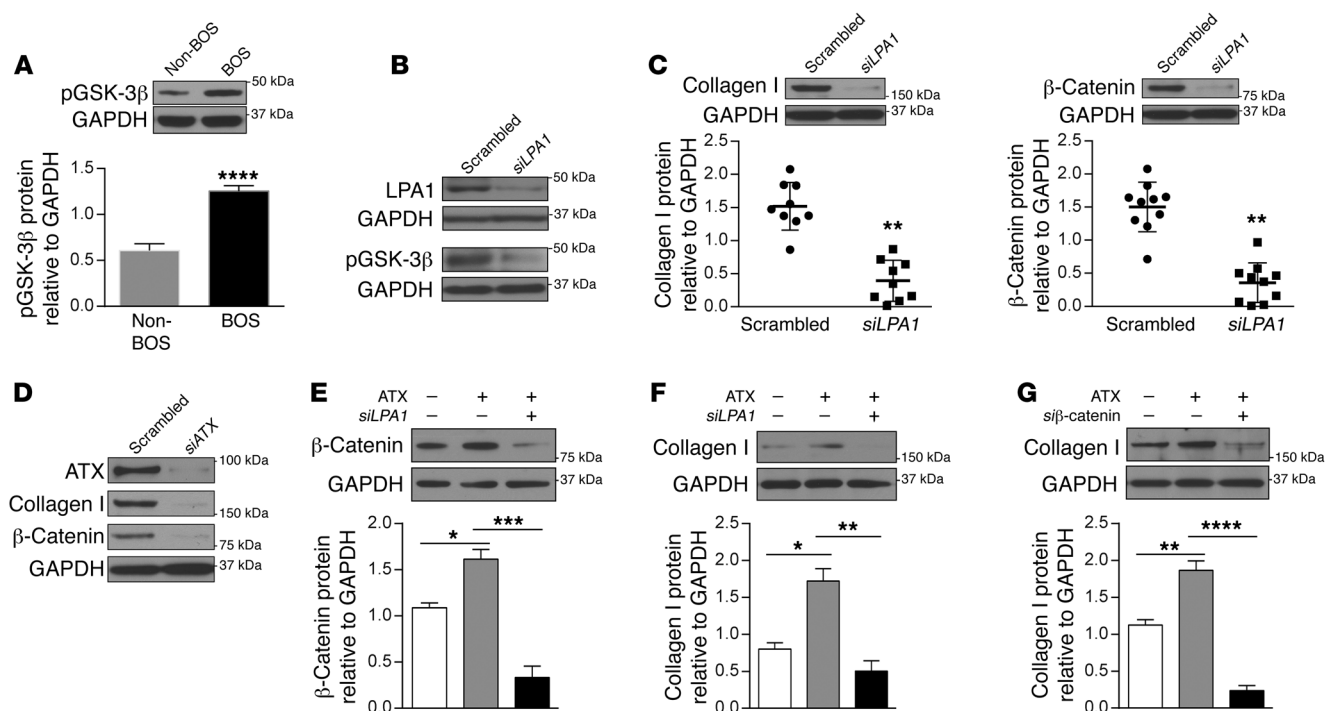 A
Non-BOS
BOS
pGSK-3β
50 kDa
GAPDH
37 kDa
pGSK-3β protein
relative to GAPDH
1.5
****
1.0
0.5
0.0
Non-
BOS
BOS
B
Scrambled
siLPA1
LPA1
50 kDa
GAPDH
37 kDa
pGSK-3β
50 kDa
GAPDH
37 kDa
C
Scrambled
siLPA1
Collagen I
150 kDa
GAPDH
37 kDa
Collagen I protein
relative to GAPDH
2.5
2.0
1.5
1.0
0.5
0.0
**
Scrambled
siLPA1
Scrambled
siLPA1
β-Catenin
75 kDa
GAPDH
37 kDa
β-Catenin protein
relative to GAPDH
2.5
2.0
1.5
1.0
0.5
0.0
**
Scrambled
siLPA1
D
Scrambled
siATX
ATX
100 kDa
Collagen I
150 kDa
β-Catenin
75 kDa
GAPDH
37 kDa
E
ATX – + +
siLPA1 +
β-Catenin
75 kDa
GAPDH
37 kDa
β-Catenin protein
relative to GAPDH
2.0
1.5
1.0
0.5
0.0
*
***
F
ATX – + +
siLPA1 +
Collagen I
150 kDa
GAPDH
37 kDa
Collagen I protein
relative to GAPDH
2.5
2.0
1.5
1.0
0.5
0.0
*
**
G
ATX – + +
siβ-catenin +
Collagen I
150 kDa
GAPDH
37 kDa
Collagen I protein
relative to GAPDH
2.5
2.0
1.5
1.0
0.5
0.0
**
****